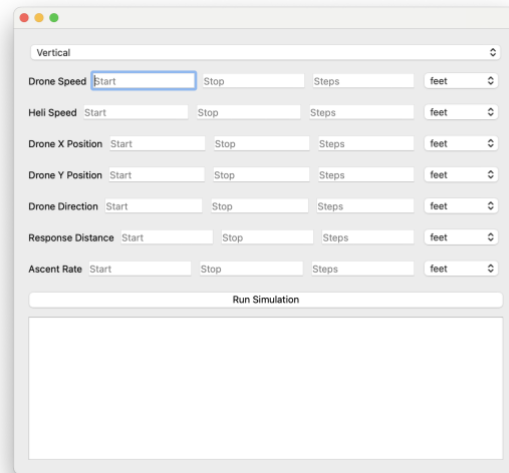 Vertical
Drone Speed Start Stop Steps feet
Heli Speed Start Stop Steps feet
Drone X Position Start Stop Steps feet
Drone Y Position Start Stop Steps feet
Drone Direction Start Stop Steps feet
Response Distance Start Stop Steps feet
Ascent Rate Start Stop Steps feet
Run Simulation